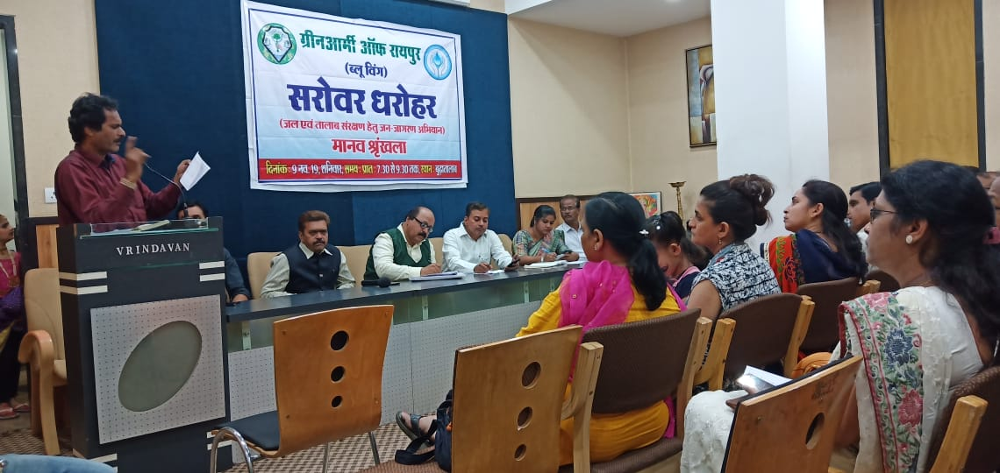 ग्रीनआर्मी ऑफ रायपुर
(ब्लू विंग)
सरोवर धरोहर
(जल एवं तालाब संरक्षण हेतु जन-जागरण अभियान)
मानव श्रृंखला
दिनांक : 9 नव. 19, शनिवार, समय : प्रातः 7.30 से 9.30 तक, स्थान : बुढ़ातालाब
VRINDAVAN